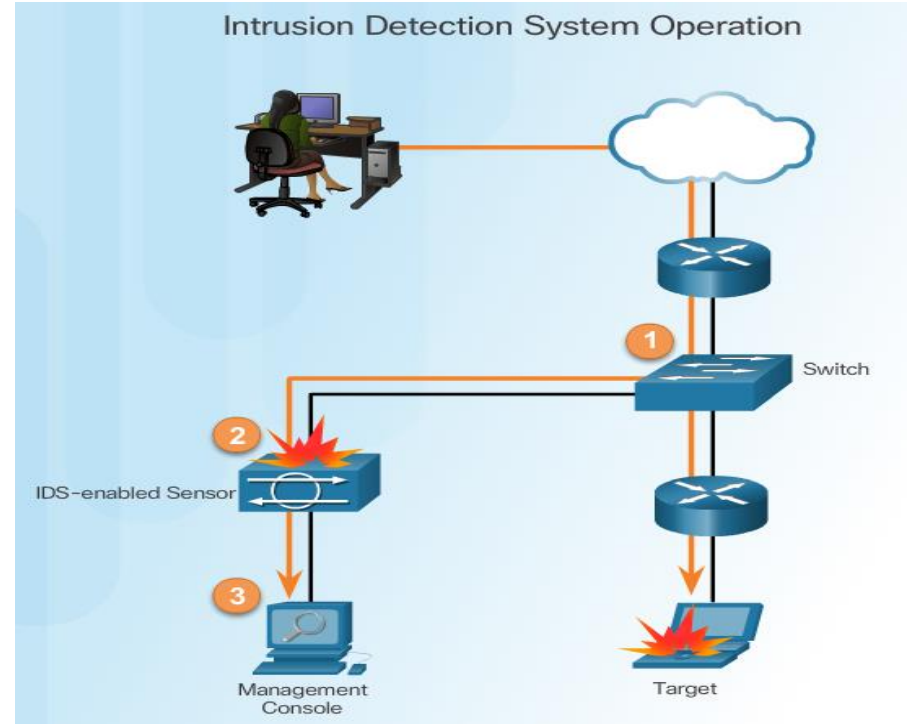 Intrusion Detection System Operation
1
Switch
2
IDS-enabled Sensor
3
Management
Console
Target